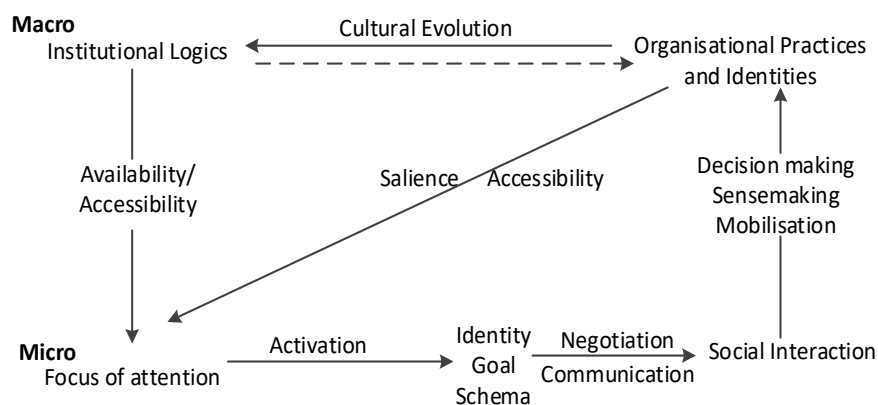 Macro
Institutional Logics
Cultural Evolution
Organisational Practices
and Identities
Availability/
Accessibility
Salience Accessibility
Decision making
Sensemaking
Mobilisation
Micro
Focus of attention
Activation
Identity
Goal
Schema
Negotiation
Communication
Social Interaction